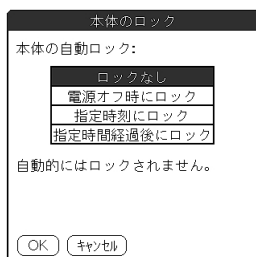 本体のロック
本体の自動ロック:
ロックなし
電源オフ時にロック
指定時刻にロック
指定時間経過後にロック
自動的にはロックされません。
OK キャンセル